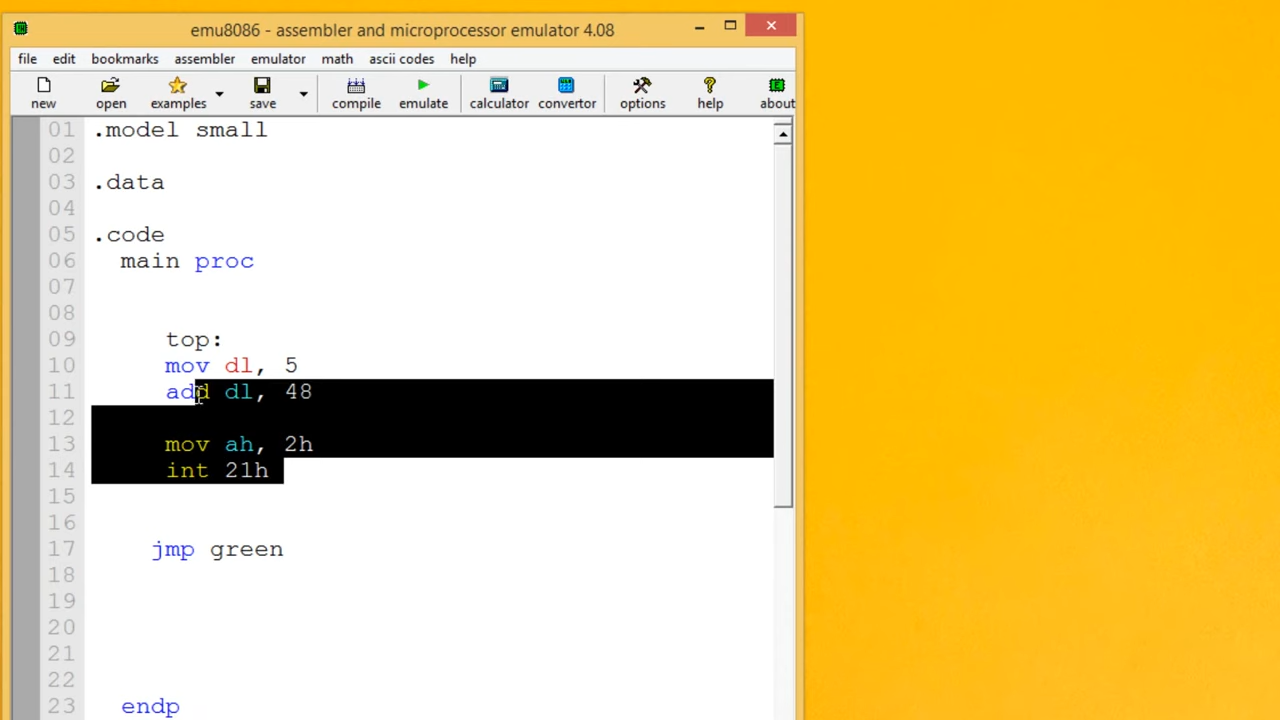 emu8086 - assembler and microprocessor emulator 4.08
file edit bookmarks assembler emulator math ascii codes help
new open examples save compile emulate calculator convertor options help about
01 .model small
02
03 .data
04
05 .code
06 main proc
07
08
09 top:
10 mov dl, 5
11 add dl, 48
12
13 mov ah, 2h
14 int 21h
15
16
17 jmp green
18
19
20
21
22
23 endp